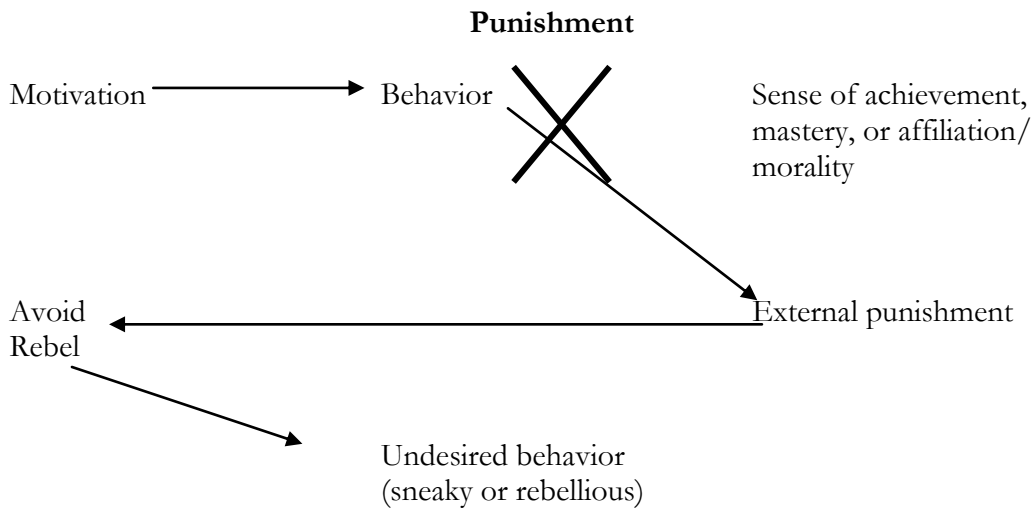 Punishment
Motivation
Behavior
Sense of achievement,
mastery, or affiliation/
morality
Avoid
Rebel
External punishment
Undesired behavior
(sneaky or rebellious)